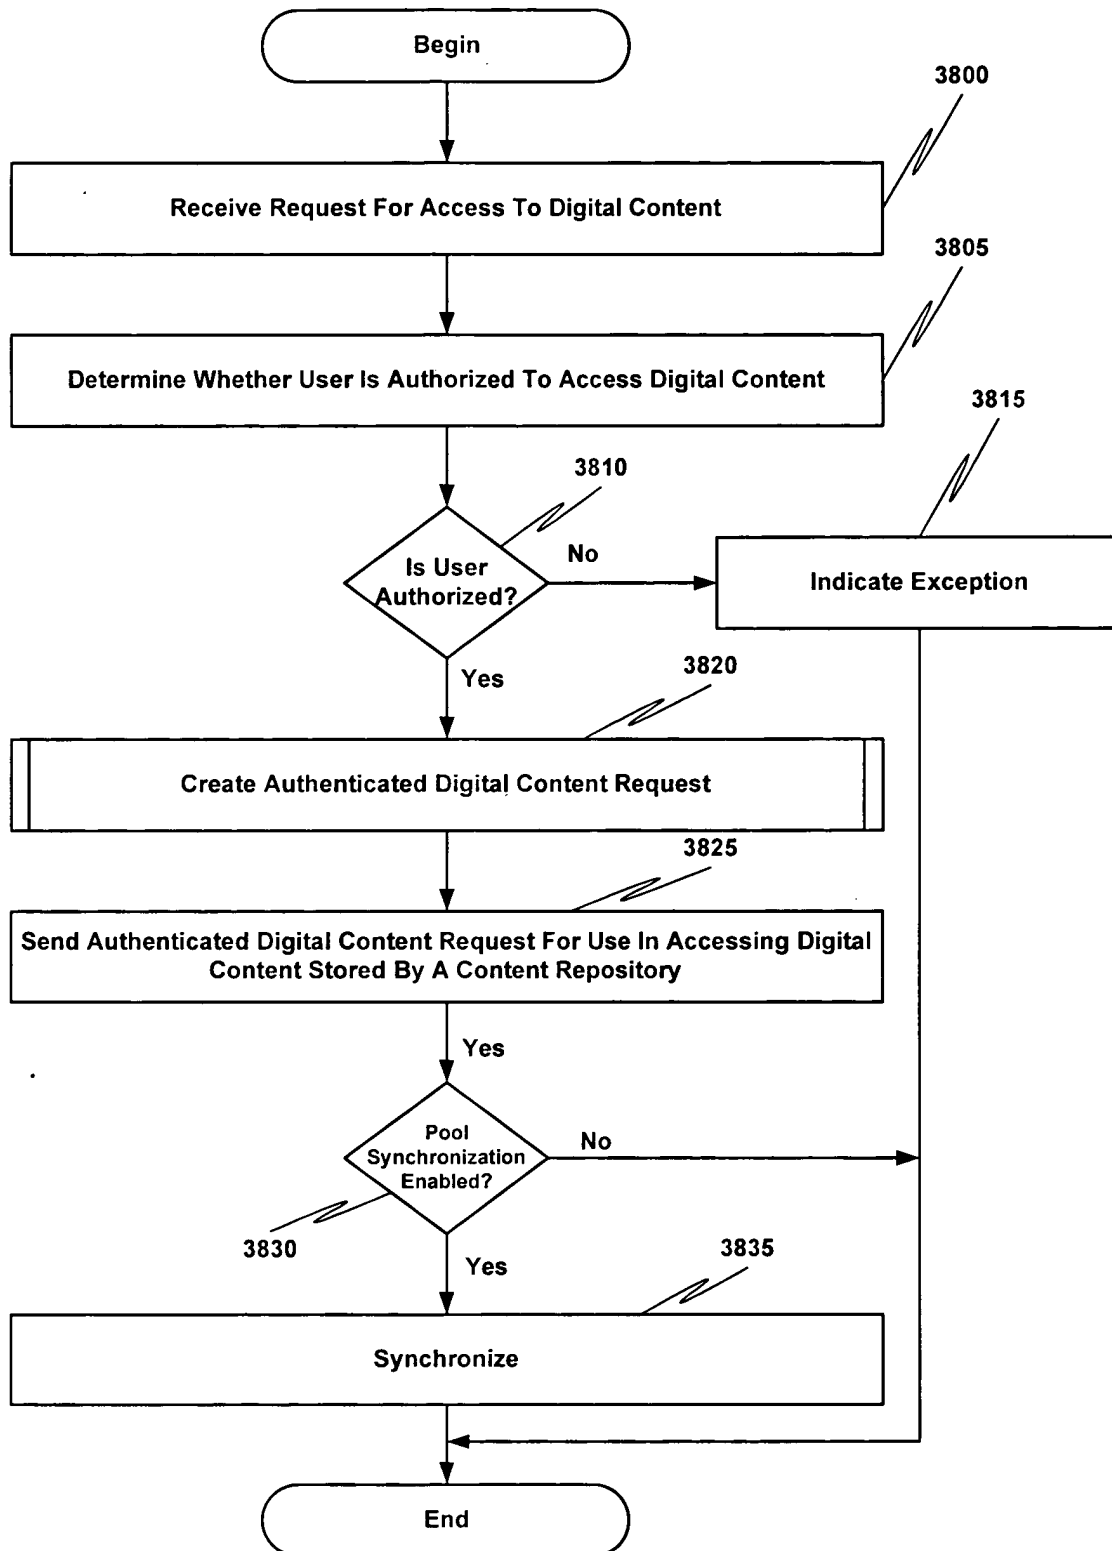 Begin
3800
Receive Request For Access To Digital Content
3805
Determine Whether User Is Authorized To Access Digital Content
3815
3810
Is User
Authorized?
No
Indicate Exception
Yes
3820
Create Authenticated Digital Content Request
3825
Send Authenticated Digital Content Request For Use In Accessing Digital
Content Stored By A Content Repository
Yes
Pool
Synchronization
Enabled?
No
3830
Yes
3835
Synchronize
End